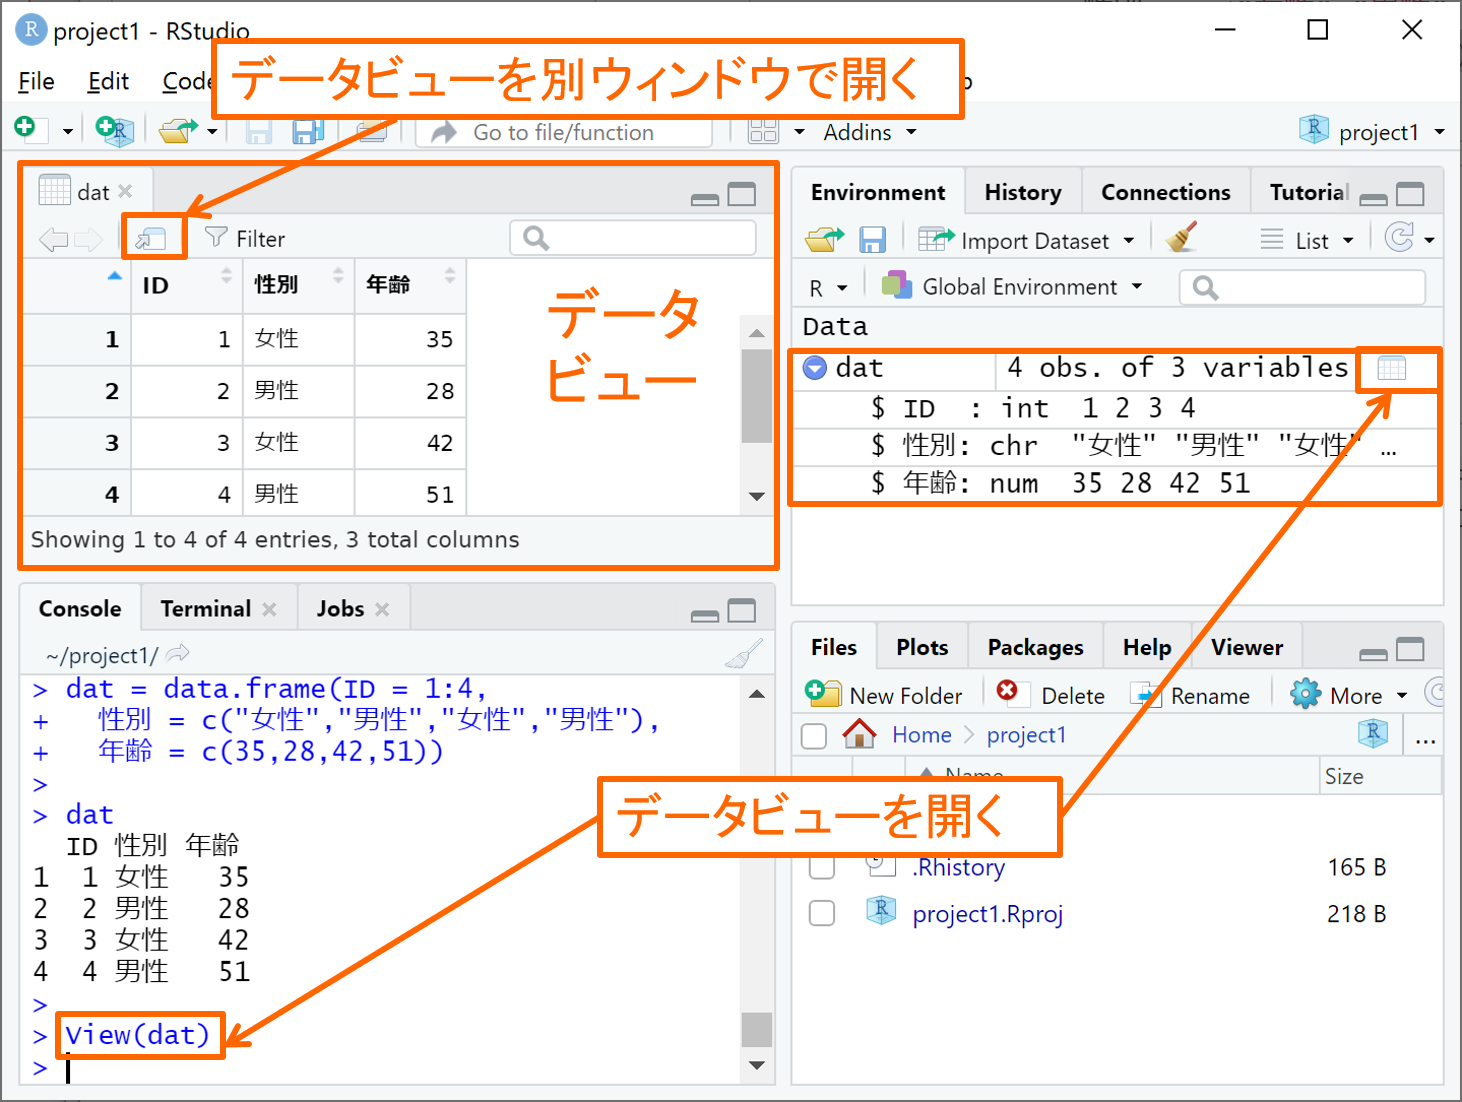 project1 - RStudio
File Edit Code
データビューを別ウィンドウで開く
Go to file/function Addins project1
dat
Filter
ID 性別 年齢
1 1 女性 35
2 2 男性 28
3 3 女性 42
4 4 男性 51
データ
ビュー
Showing 1 to 4 of 4 entries, 3 total columns
Environment History Connections Tutorial
Import Dataset List
R Global Environment
Data
dat 4 obs. of 3 variables
$ ID : int 1 2 3 4
$ 性別: chr "女性" "男性" "女性" ...
$ 年齢: num 35 28 42 51
Console Terminal Jobs
~/project1/
> dat = data.frame(ID = 1:4,
+ 性別 = c("女性","男性","女性","男性"),
+ 年齢 = c(35,28,42,51))
>
> dat
ID 性別 年齢
1 1 女性 35
2 2 男性 28
3 3 女性 42
4 4 男性 51
>
> View(dat)
>
データビューを開く
Files Plots Packages Help Viewer
New Folder Delete Rename More
Home project1 ...
Name Size
.Rhistory 165 B
project1.Rproj 218 B